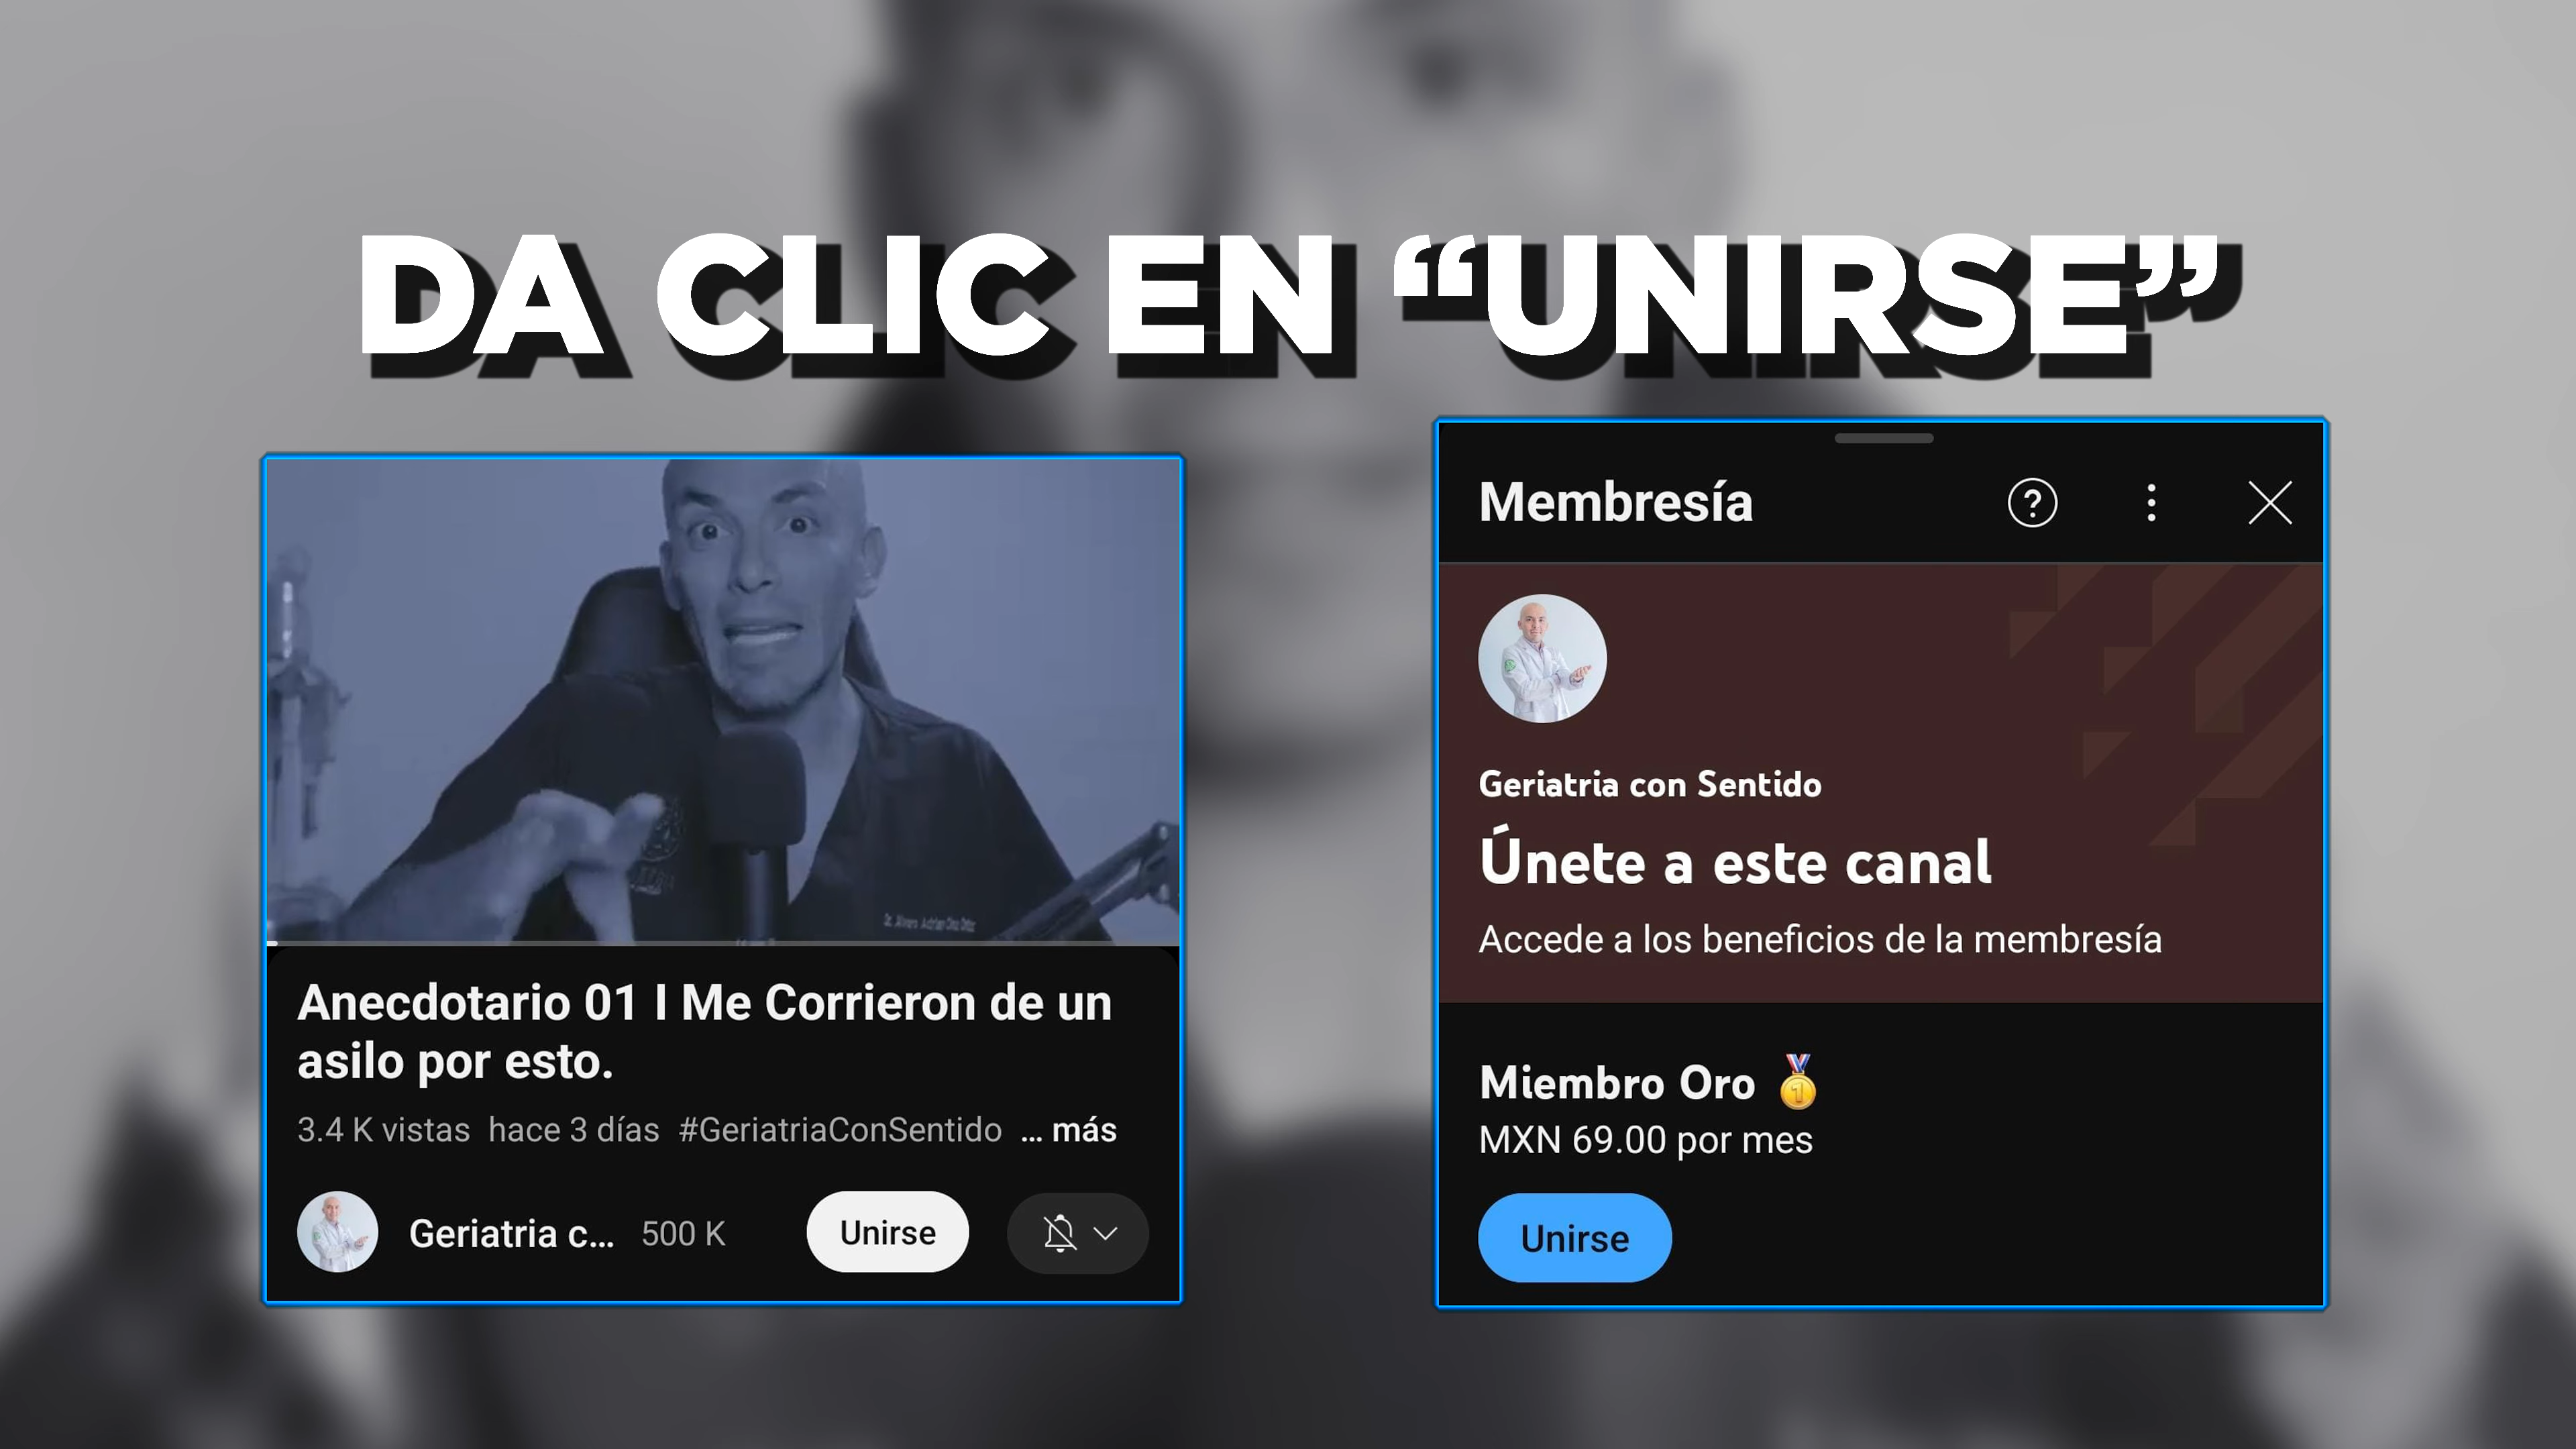 DA CLIC EN “UNIRSE”
Anecdotario 01 I Me Corrieron de un
asilo por esto.
3.4 K vistas hace 3 días #GeriatriaConSentido ... más
Geriatria c... 500 K Unirse
Membresía
Geriatria con Sentido
Únete a este canal
Accede a los beneficios de la membresía
Miembro Oro
MXN 69.00 por mes
Unirse